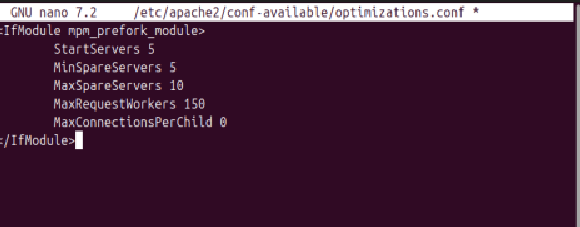 GNU nano 7.2 /etc/apache2/conf-available/optimizations.conf *
<IfModule mpm_prefork_module>
StartServers 5
MinSpareServers 5
MaxSpareServers 10
MaxRequestWorkers 150
MaxConnectionsPerChild 0
</IfModule>